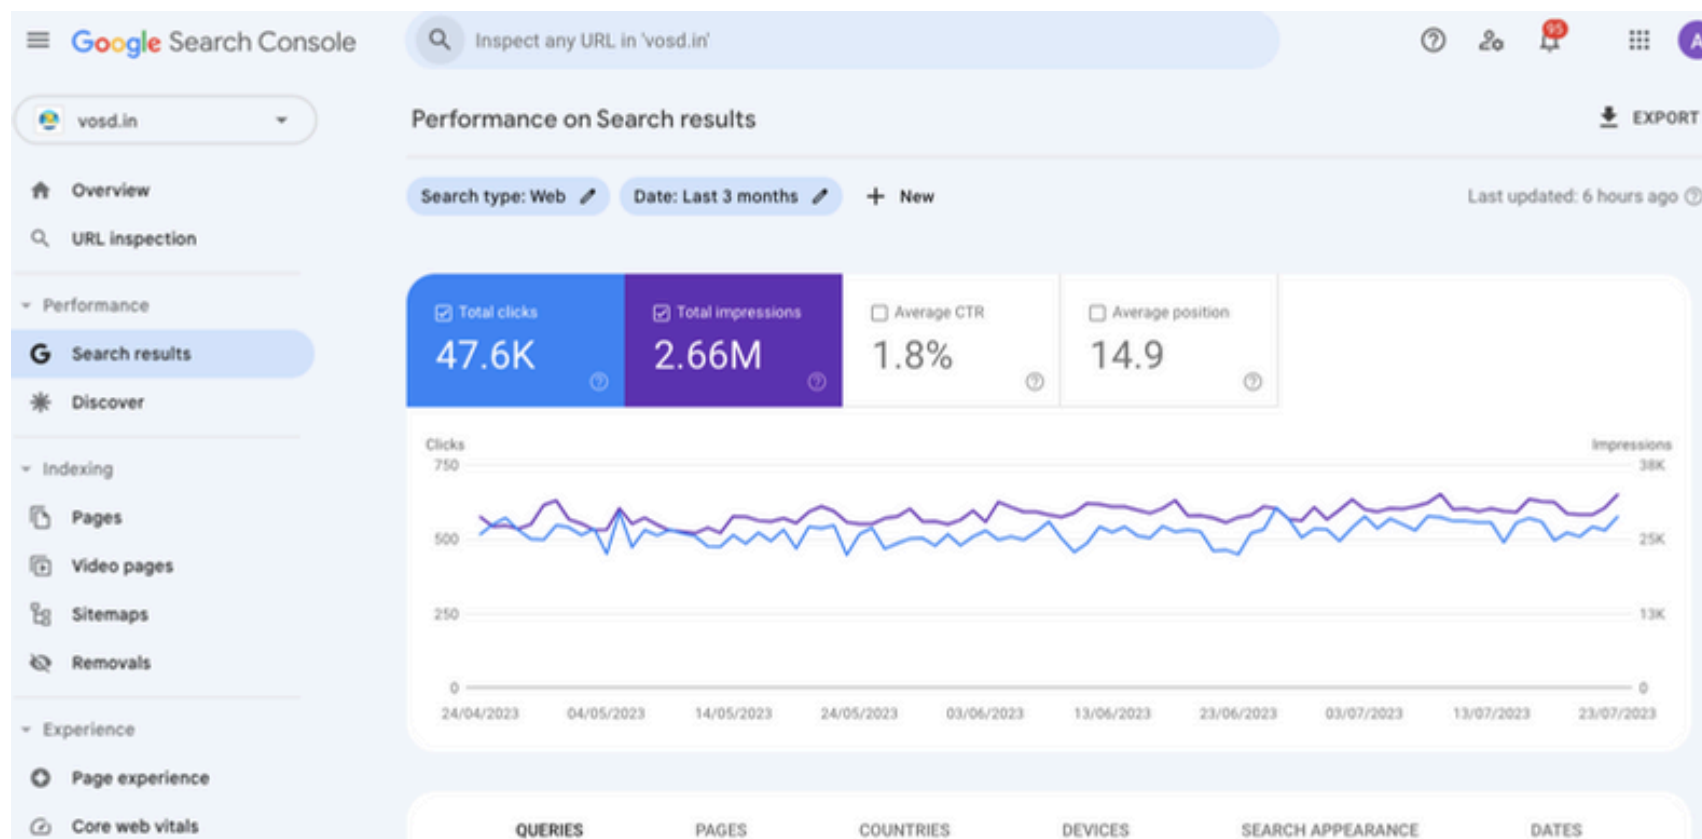 Google Search Console
Inspect any URL in 'vosd.in'
95
A
vosd.in
Performance on Search results
EXPORT
Overview
URL inspection
Search type: Web
Date: Last 3 months
+ New
Last updated: 6 hours ago
Performance
Search results
Discover
Total clicks
47.6K
Total impressions
2.66M
Average CTR
1.8%
Average position
14.9
Indexing
Pages
Video pages
Sitemaps
Removals
Clicks
Impressions
750
38K
500
25K
250
13K
0
0
24/04/2023
04/05/2023
14/05/2023
24/05/2023
03/06/2023
13/06/2023
23/06/2023
03/07/2023
13/07/2023
23/07/2023
Experience
Page experience
Core web vitals
QUERIES
PAGES
COUNTRIES
DEVICES
SEARCH APPEARANCE
DATES